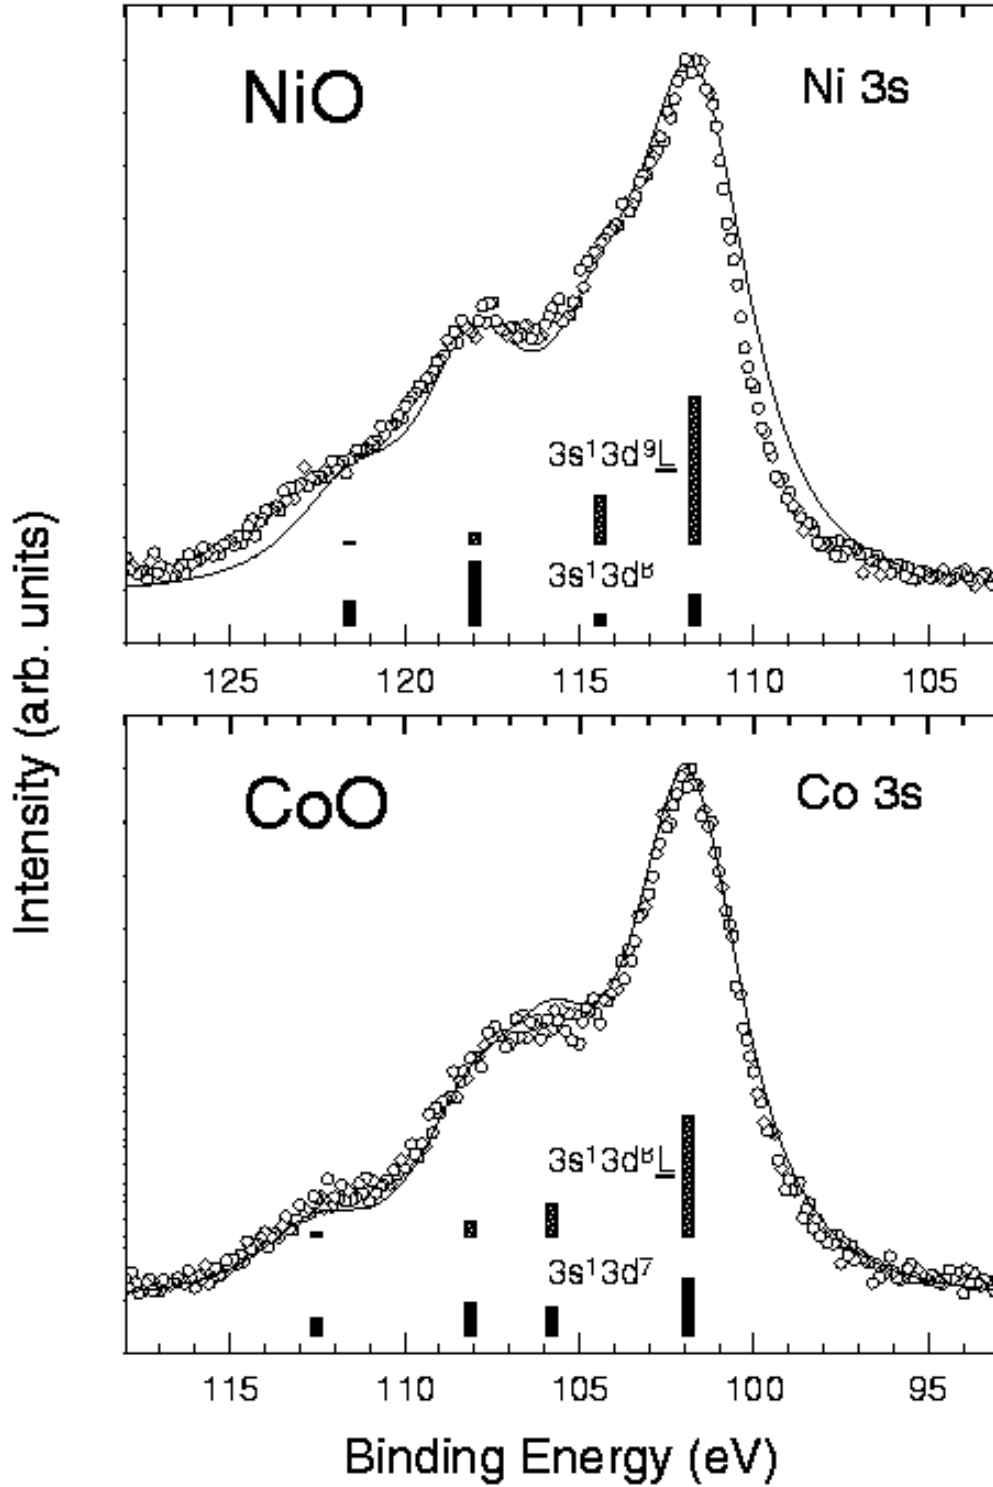 NiO
Ni 3s
3s¹3d⁹L
3s¹3d⁸
125 120 115 110 105
Intensity (arb. units)
CoO
Co 3s
3s¹3d⁸L
3s¹3d⁷
115 110 105 100 95
Binding Energy (eV)